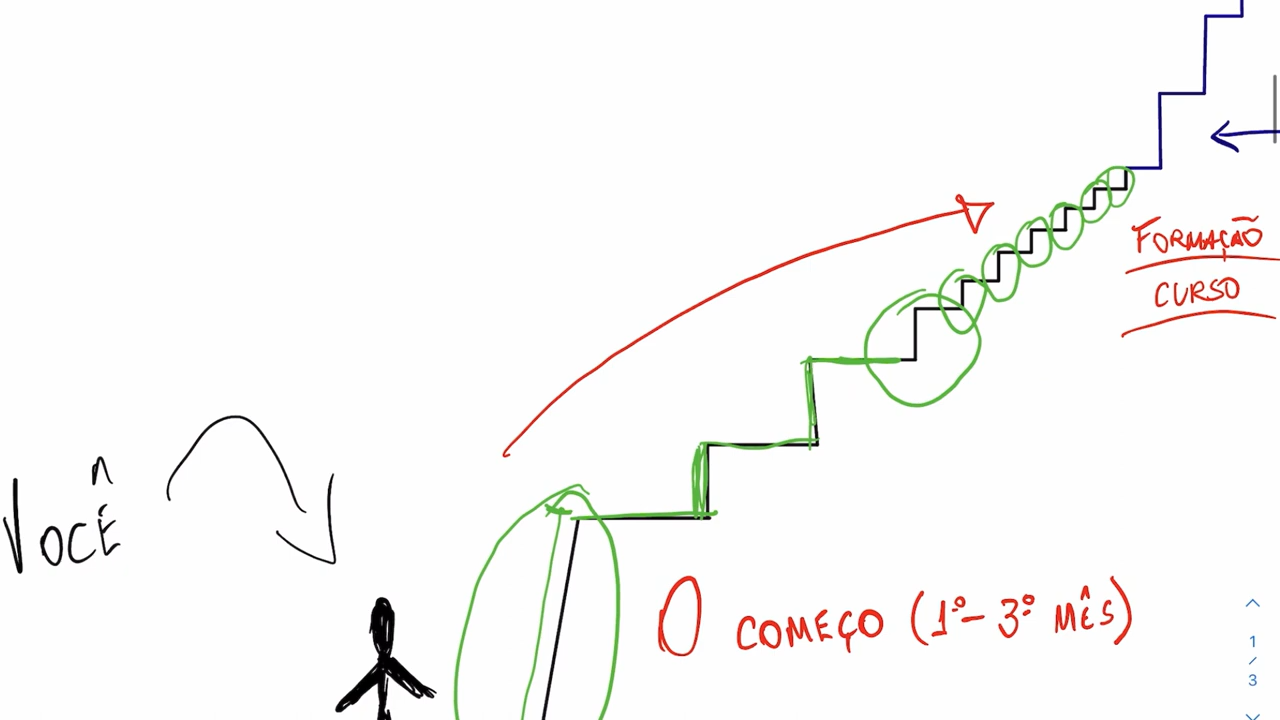 VOCÊ
FORMAÇÃO
CURSO
O COMEÇO (1º- 3º MÊS)
1
/
3